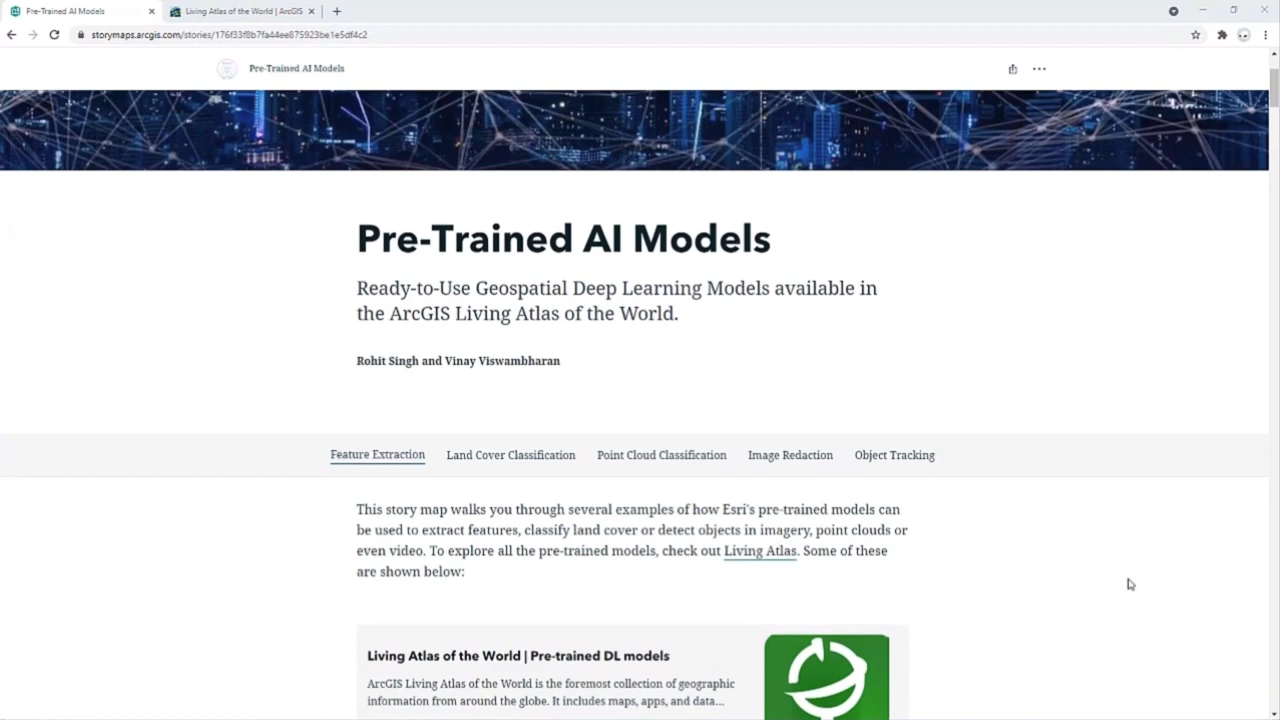 Pre-Trained AI Models
Living Atlas of the World | ArcGIS
storymaps.arcgis.com/stories/176f33f8b7fa44ee875923be1e5df4c2
Pre-Trained AI Models
Pre-Trained AI Models
Ready-to-Use Geospatial Deep Learning Models available in
the ArcGIS Living Atlas of the World.
Rohit Singh and Vinay Viswambharan
Feature Extraction Land Cover Classification Point Cloud Classification Image Redaction Object Tracking
This story map walks you through several examples of how Esri's pre-trained models can
be used to extract features, classify land cover or detect objects in imagery, point clouds or
even video. To explore all the pre-trained models, check out Living Atlas. Some of these
are shown below:
Living Atlas of the World | Pre-trained DL models
ArcGIS Living Atlas of the World is the foremost collection of geographic
information from around the globe. It includes maps, apps, and data...